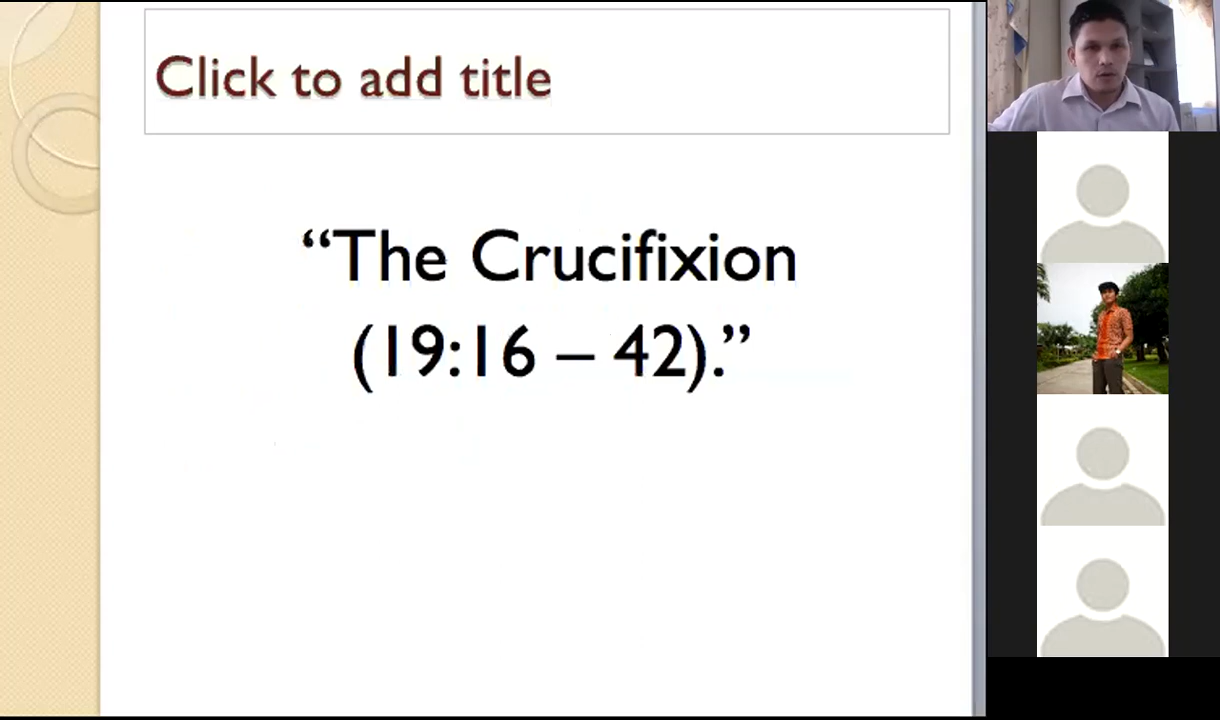 Click to add title
“The Crucifixion
(19:16 – 42).”